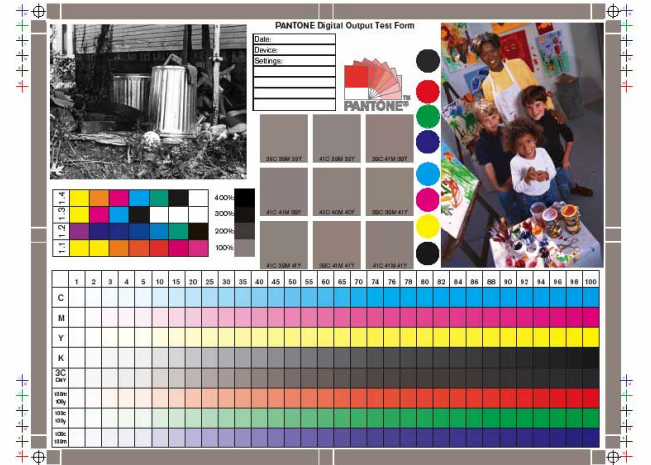 PANTONE Digital Output Test Form
Date:
Device:
Settings:
PANTONE®
TM
39C 39M 39Y
41C 39M 39Y
39C 41M 39Y
41C 41M 39Y
40C 40M 40Y
39C 39M 41Y
41C 39M 41Y
39C 41M 41Y
41C 41M 41Y
1.4
1.3
1.2
1.1
400%
300%
200%
100%
1 2 3 4 5 10 15 20 25 30 35 40 45 50 55 60 65 70 74 76 78 80 82 84 86 88 90 92 94 96 98 100
C
M
Y
K
3C
CMY
100m
100y
100c
100y
100c
100m